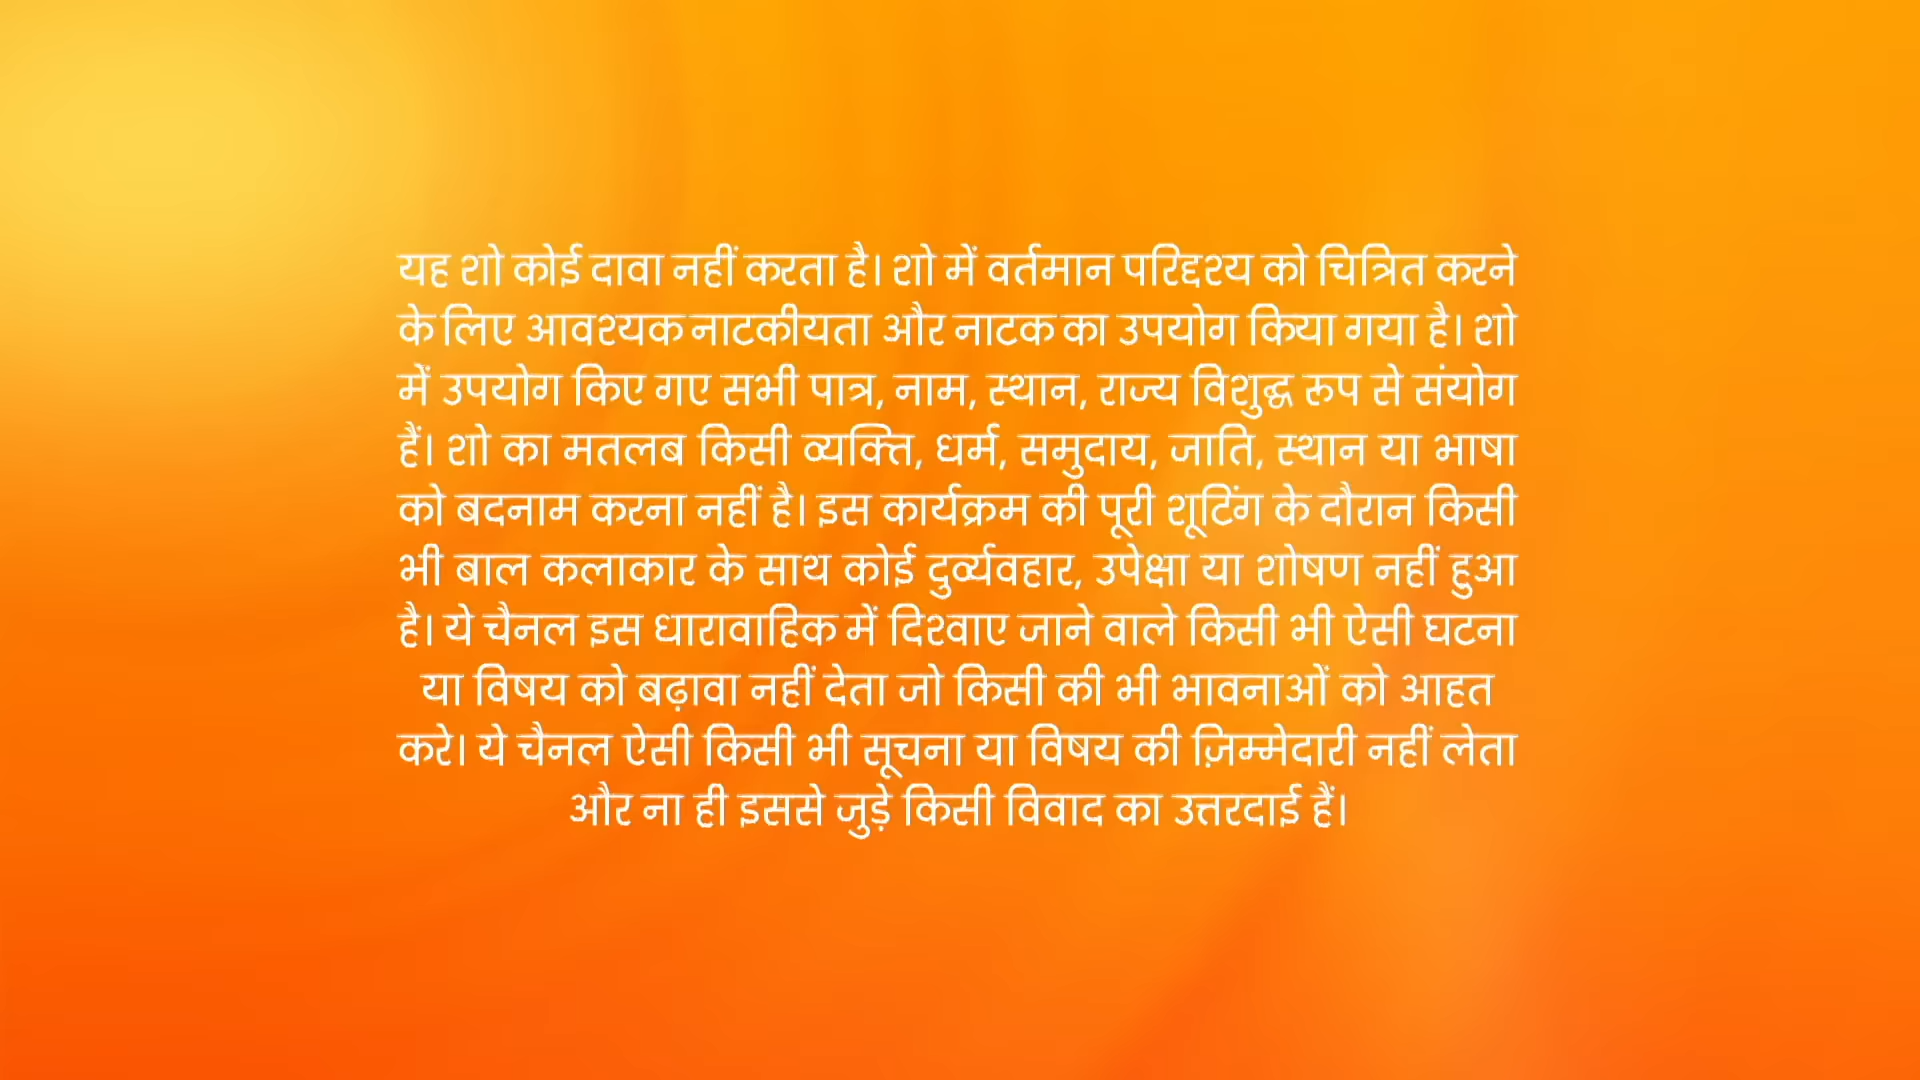 यह शो कोई दावा नहीं करता है। शो में वर्तमान परिद्दश्य को चित्रित करने
के लिए आवश्यक नाटकीयता और नाटक का उपयोग किया गया है। शो
में उपयोग किए गए सभी पात्र, नाम, स्थान, राज्य विशुद्ध रुप से संयोग
हैं। शो का मतलब किसी व्यक्ति, धर्म, समुदाय, जाति, स्थान या भाषा
को बदनाम करना नहीं है। इस कार्यक्रम की पूरी शूटिंग के दौरान किसी
भी बाल कलाकार के साथ कोई दुर्व्यवहार, उपेक्षा या शोषण नहीं हुआ
है। ये चैनल इस धारावाहिक में दिखाए जाने वाले किसी भी ऐसी घटना
या विषय को बढ़ावा नहीं देता जो किसी की भी भावनाओं को आहत
करे। ये चैनल ऐसी किसी भी सूचना या विषय की ज़िम्मेदारी नहीं लेता
और ना ही इससे जुड़े किसी विवाद का उत्तरदाई हैं।